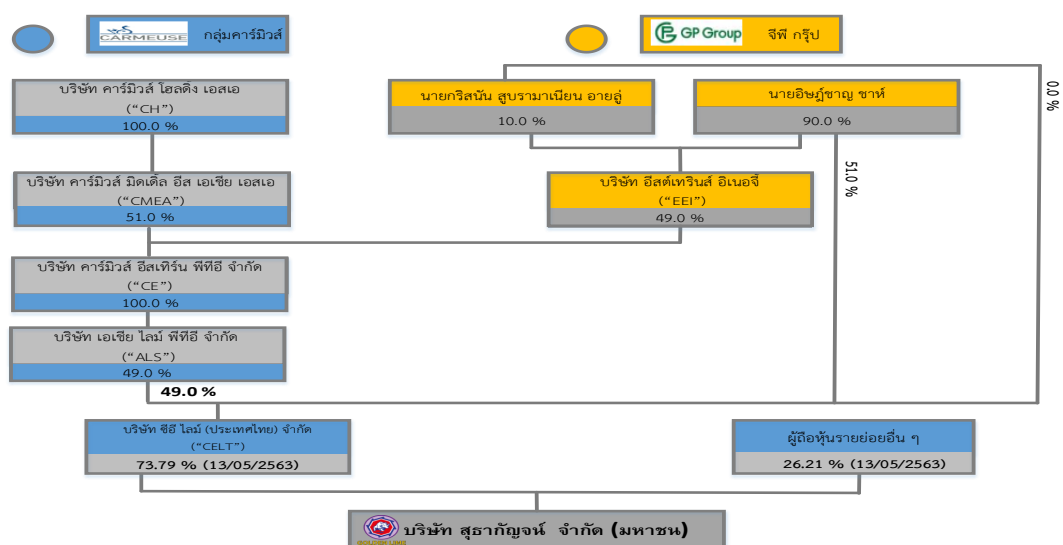 CARMEUSE กลุ่มคาร์มิวส์
GP Group จีพี กรุ๊ป
บริษัท คาร์มิวส์ โฮลดิ้ง เอสเอ
("CH")
100.0 %
นายกริสนัน สูบรามาเนียน อายลู่
10.0 %
นายอิษฎ์ชาญ ชาห์
90.0 %
0.0 %
51.0 %
บริษัท คาร์มิวส์ มิดเดิ้ล อีส เอเชีย เอสเอ
("CMEA")
51.0 %
บริษัท อีสต์เทรินส์ อิเนอจี้
("EEI")
49.0 %
บริษัท คาร์มิวส์ อีสเทิร์น พีทีอี จำกัด
("CE")
100.0 %
บริษัท เอเชีย ไลม์ พีทีอี จำกัด
("ALS")
49.0 %
49.0 %
บริษัท ซีอี ไลม์ (ประเทศไทย) จำกัด
("CELT")
73.79 % (13/05/2563)
ผู้ถือหุ้นรายย่อยอื่น ๆ
26.21 % (13/05/2563)
บริษัท สุธากัญจน์ จำกัด (มหาชน)
GOLDEN LIME